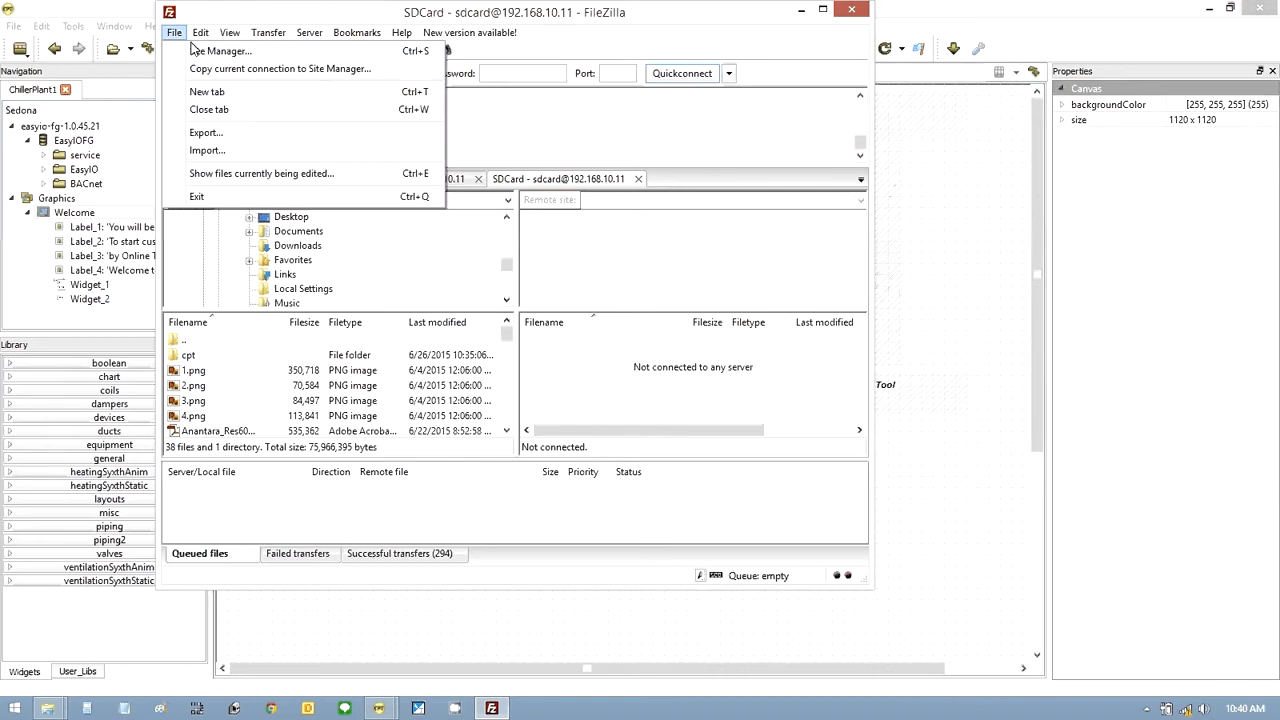 SDCard - sdcard@192.168.10.11 - FileZilla
File Edit View Transfer Server Bookmarks Help New version available!
File Edit Tools Window
Manager... Ctrl+S
Copy current connection to Site Manager...
New tab Ctrl+T
Close tab Ctrl+W
Export...
Import...
Show files currently being edited... Ctrl+E
Exit Ctrl+Q
Port: Quickconnect
Navigation
ChillerPlant1
Sedona
easyio-fg-1.0.45.21
EasyIOFG
service
EasyIO
BACnet
Graphics
Welcome
Label_1: 'You will be
Label_2: 'To start cus
Label_3: 'by Online T
Label_4: 'Welcome t
Widget_1
Widget_2
Library
boolean
chart
coils
dampers
devices
ducts
equipment
general
heatingSyxthAnim
heatingSyxthStatic
layouts
misc
piping
piping2
valves
ventilationSyxthAnim
ventilationSyxthStatic
Widgets User_Libs
SDCard - sdcard@192.168.10.11
Remote site:
Desktop
Documents
Downloads
Favorites
Links
Local Settings
Music
Filename Filesize Filetype Last modified
..
cpt File folder 6/26/2015 10:35:06...
1.png 350,718 PNG image 6/4/2015 12:06:00 ...
2.png 70,584 PNG image 6/4/2015 12:06:00 ...
3.png 84,497 PNG image 6/4/2015 12:06:00 ...
4.png 113,841 PNG image 6/4/2015 12:06:00 ...
Anantara_Res60... 535,362 Adobe Acroba... 6/22/2015 8:52:58 ...
38 files and 1 directory. Total size: 75,966,395 bytes
Filename Filesize Filetype Last modified
Not connected to any server
Not connected.
Server/Local file Direction Remote file Size Priority Status
Queued files Failed transfers Successful transfers (294)
Queue: empty
Tool
Properties
Canvas
backgroundColor [255, 255, 255] (255)
size 1120 x 1120
10:40 AM